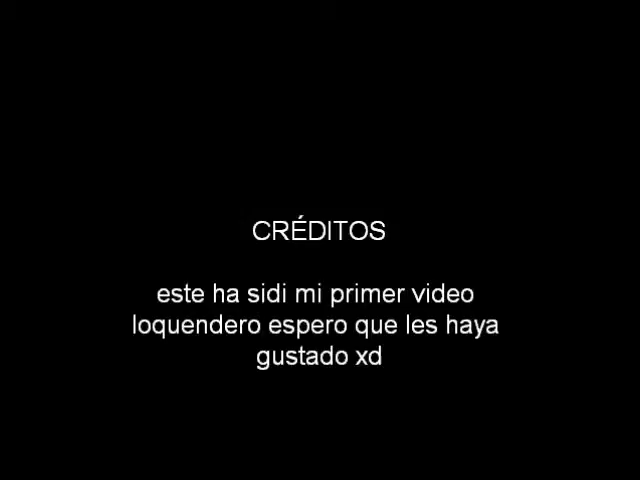 CRÉDITOS
este ha sidi mi primer video
loquendero espero que les haya
gustado xd